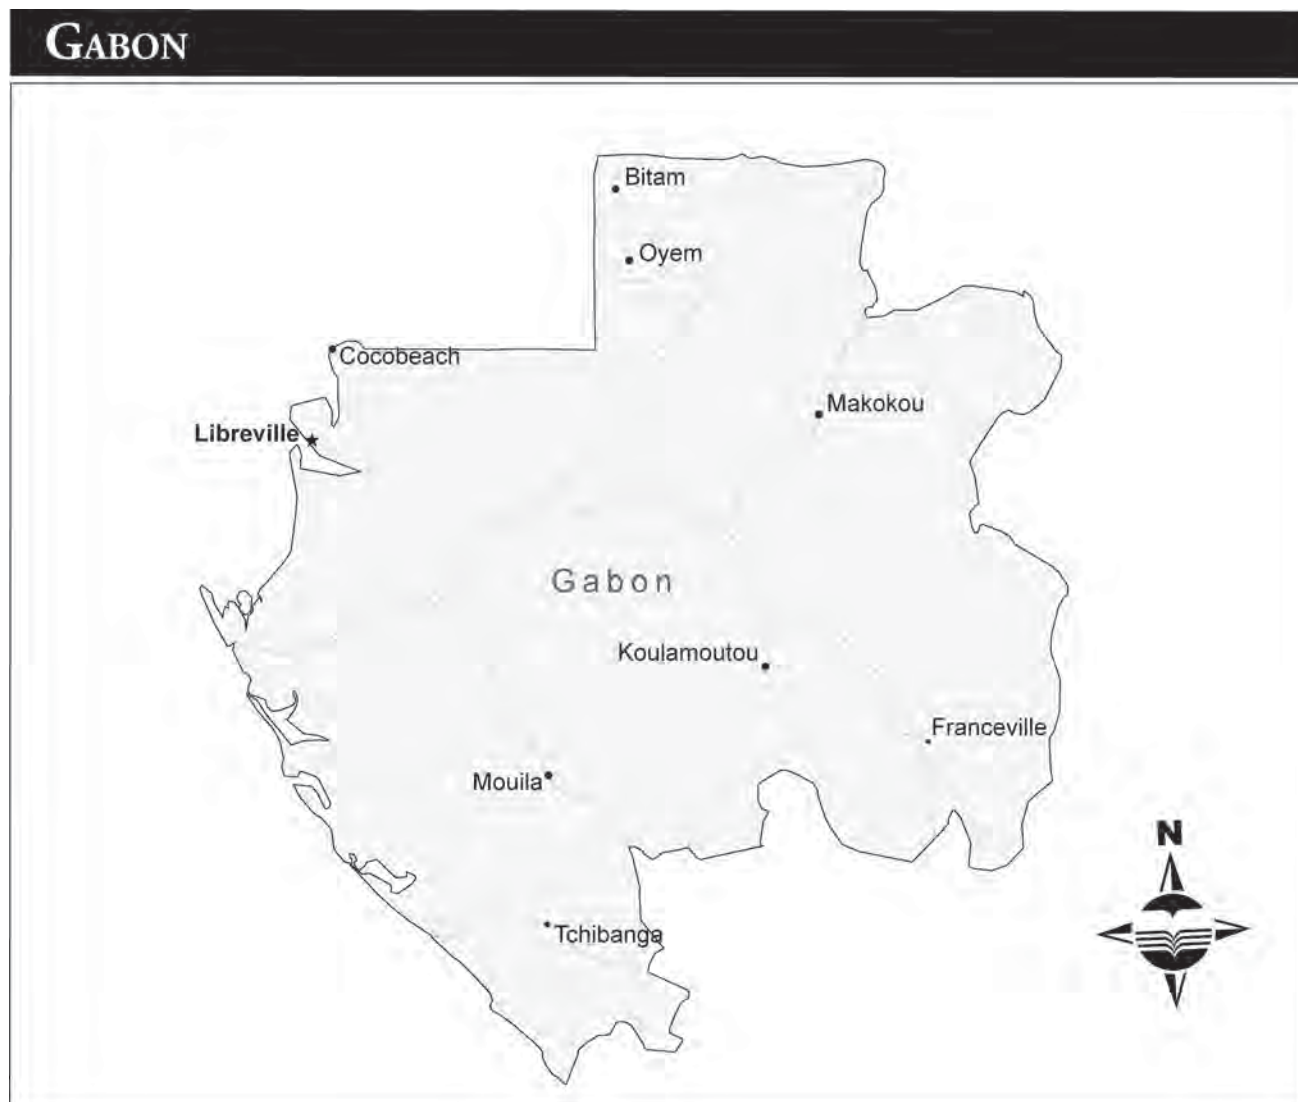 GABON
Bitam
Oyem
Cocobeach
Makokou
Libreville
Gabon
Koulamoutou
Franceville
Mouila
N
Tchibanga